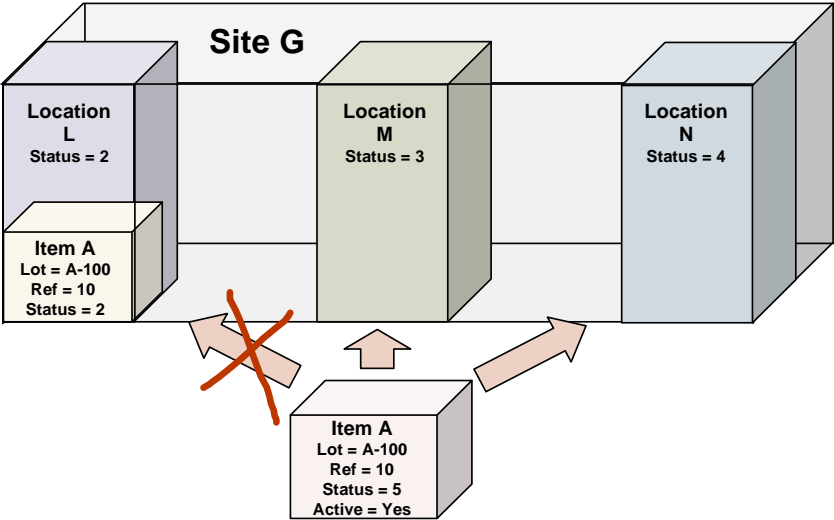 Site G
Location
L
Status = 2
Location
M
Status = 3
Location
N
Status = 4
Item A
Lot = A-100
Ref = 10
Status = 2
Item A
Lot = A-100
Ref = 10
Status = 5
Active = Yes